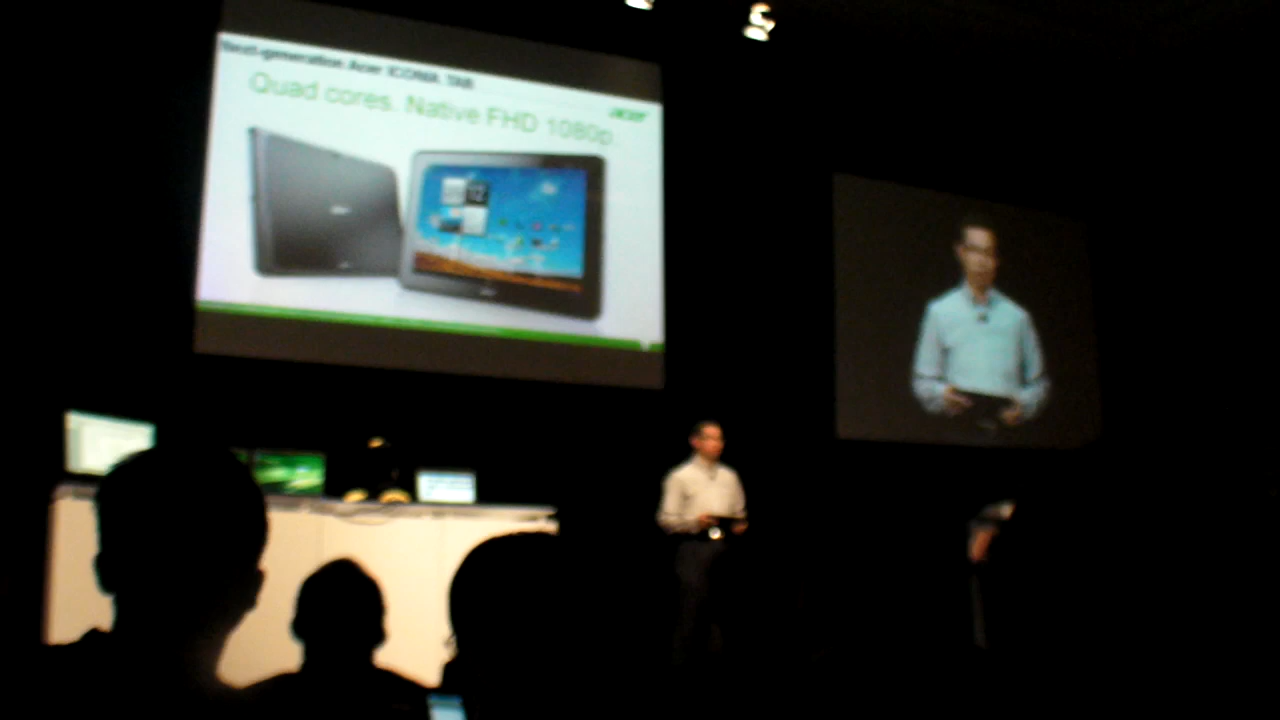 Next-generation Acer ICONIA TAB
Quad cores. Native FHD 1080p
acer